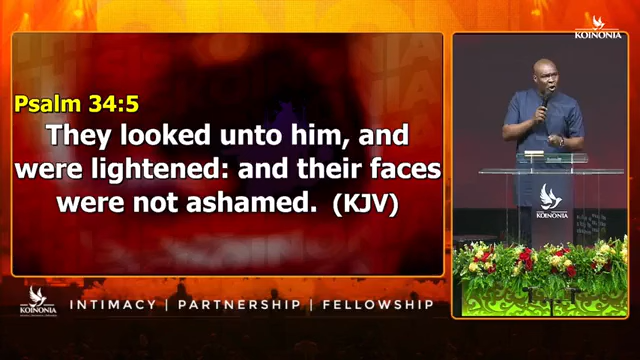 KOINONIA
Psalm 34:5
They looked unto him, and
were lightened: and their faces
were not ashamed. (KJV)
KOINONIA
KOINONIA
INTIMACY | PARTNERSHIP | FELLOWSHIP